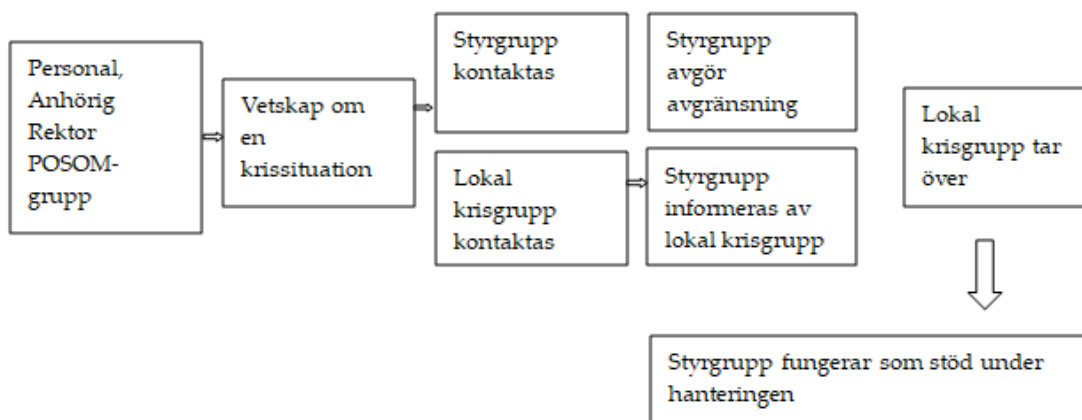 Personal,
Anhörig
Rektor
POSOM-
grupp
Vetskap om
en
krissituation
Styrgrupp
kontaktas
Lokal
krisgrupp
kontaktas
Styrgrupp
avgör
avgränsning
Styrgrupp
informeras av
lokal krisgrupp
Lokal
krisgrupp tar
över
Styrgrupp fungerar som stöd under
hanteringen